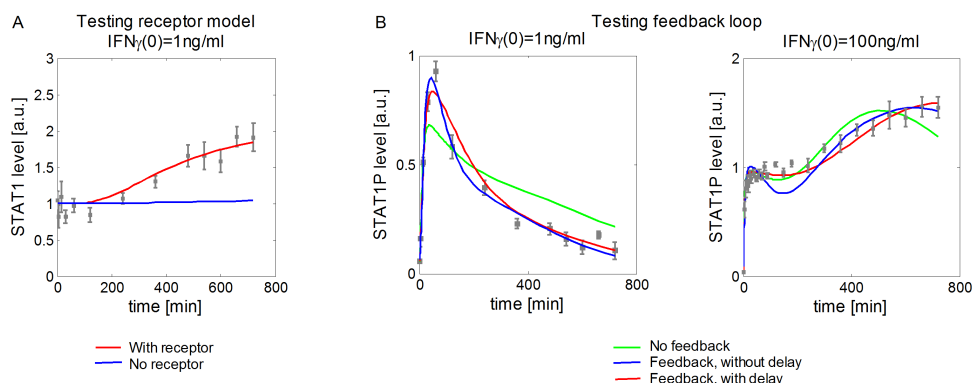 A
Testing receptor model
IFNγ(0)=1ng/ml
3
2.5
2
1.5
1
0.5
0
STAT1 level [a.u.]
0
200
400
600
800
time [min]
With receptor
No receptor
B
Testing feedback loop
IFNγ(0)=1ng/ml
1
0.5
0
STAT1P level [a.u.]
0
400
800
time [min]
IFNγ(0)=100ng/ml
2
1
0
STAT1P level [a.u.]
0
400
800
time [min]
No feedback
Feedback, without delay
Feedback, with delay